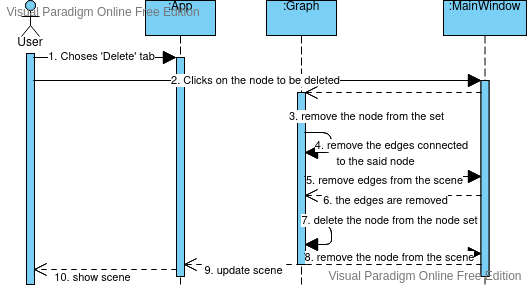 Visual Paradigm Online Free Edition
:App
:Graph
:MainWindow
User
1. Choses 'Delete' tab
2. Clicks on the node to be deleted
3. remove the node from the set
4. remove the edges connected
to the said node
5. remove edges from the scene
6. the edges are removed
7. delete the node from the node set
8. remove the node from the scene
9. update scene
10. show scene
Visual Paradigm Online Free Edition